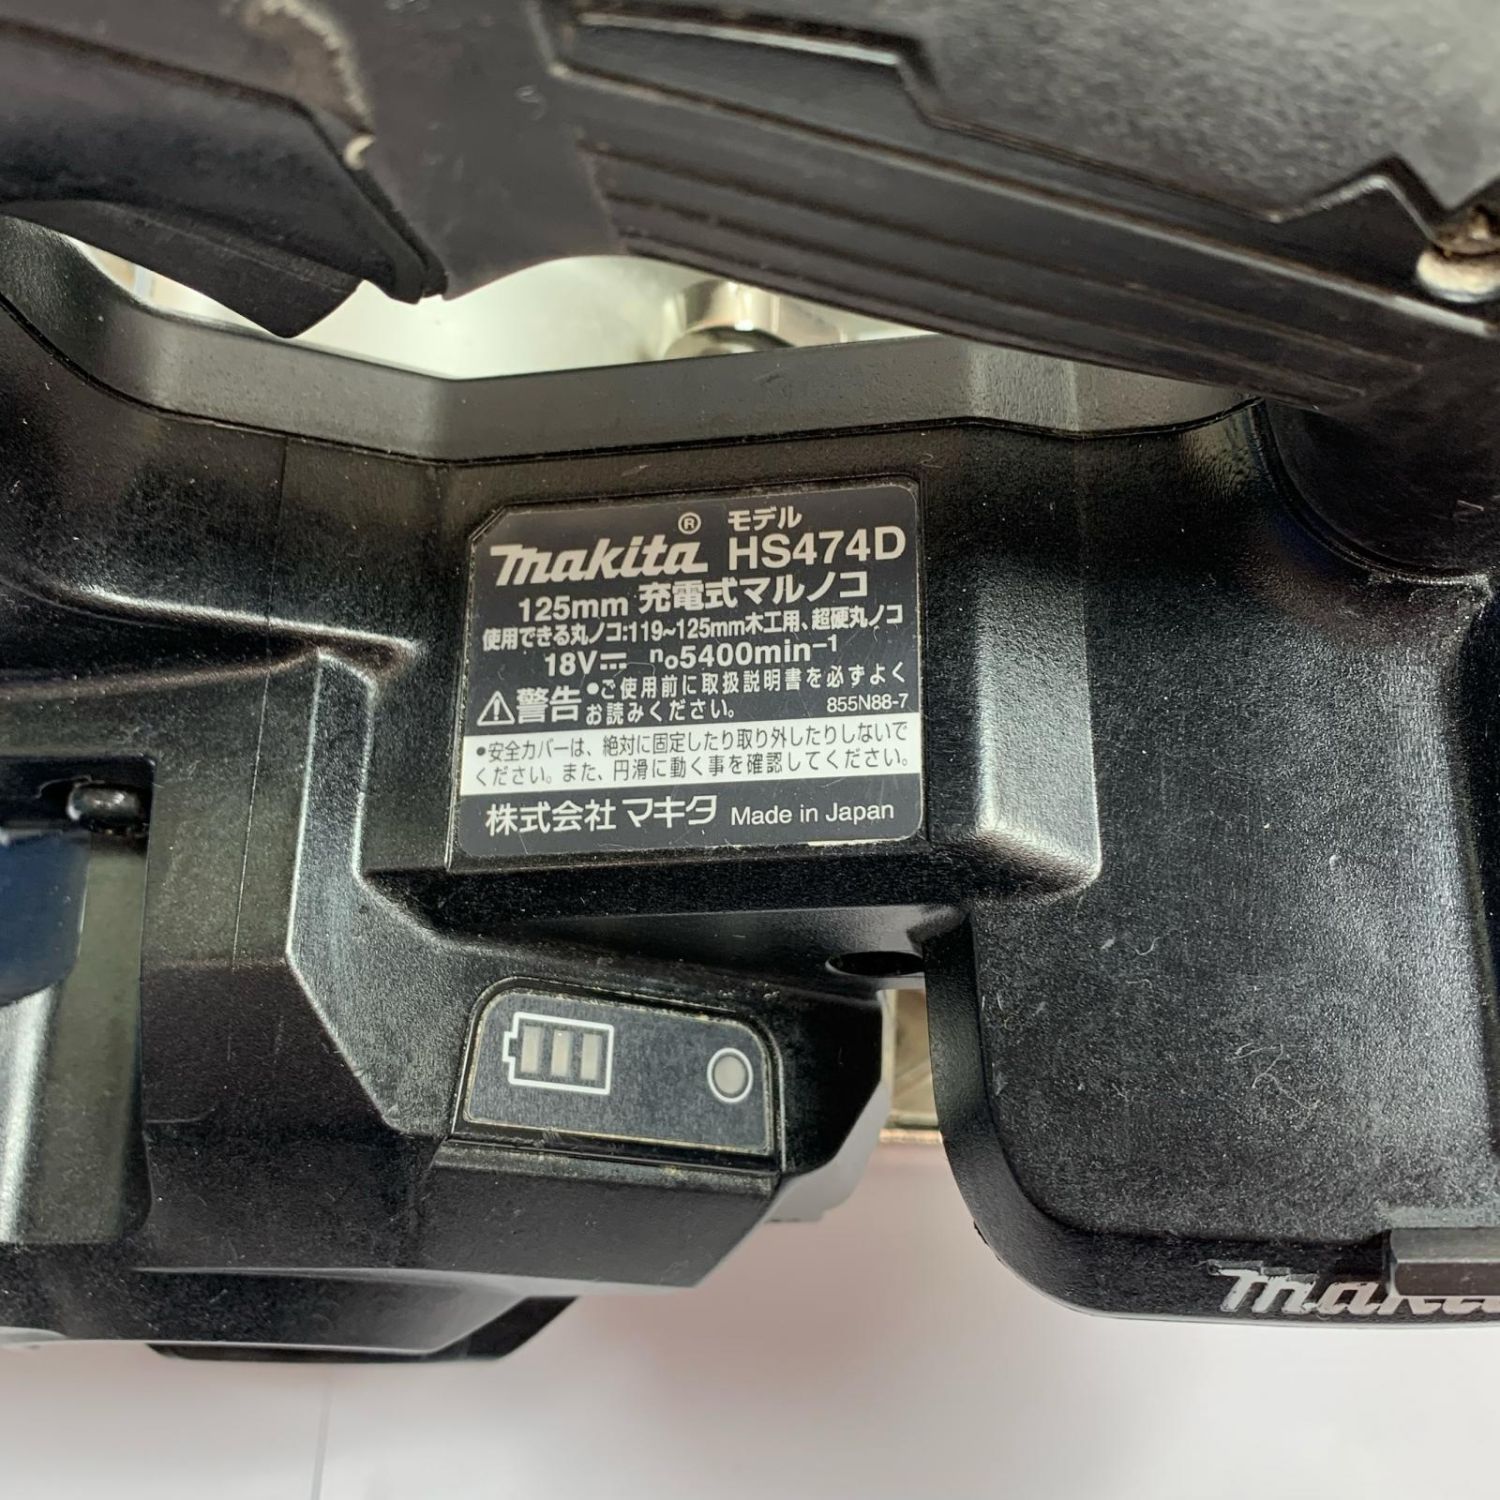 makita® モデル HS474D
125mm 充電式マルノコ
使用できる丸ノコ:119~125mm木工用、超硬丸ノコ
18V⎓ no5400min−1
⚠警告 •ご使用前に取扱説明書を必ずよく
お読みください。 855N88-7
•安全カバーは、絶対に固定したり取り外したりしないで
ください。また、円滑に動く事を確認してください。
株式会社 マキタ Made in Japan
makita